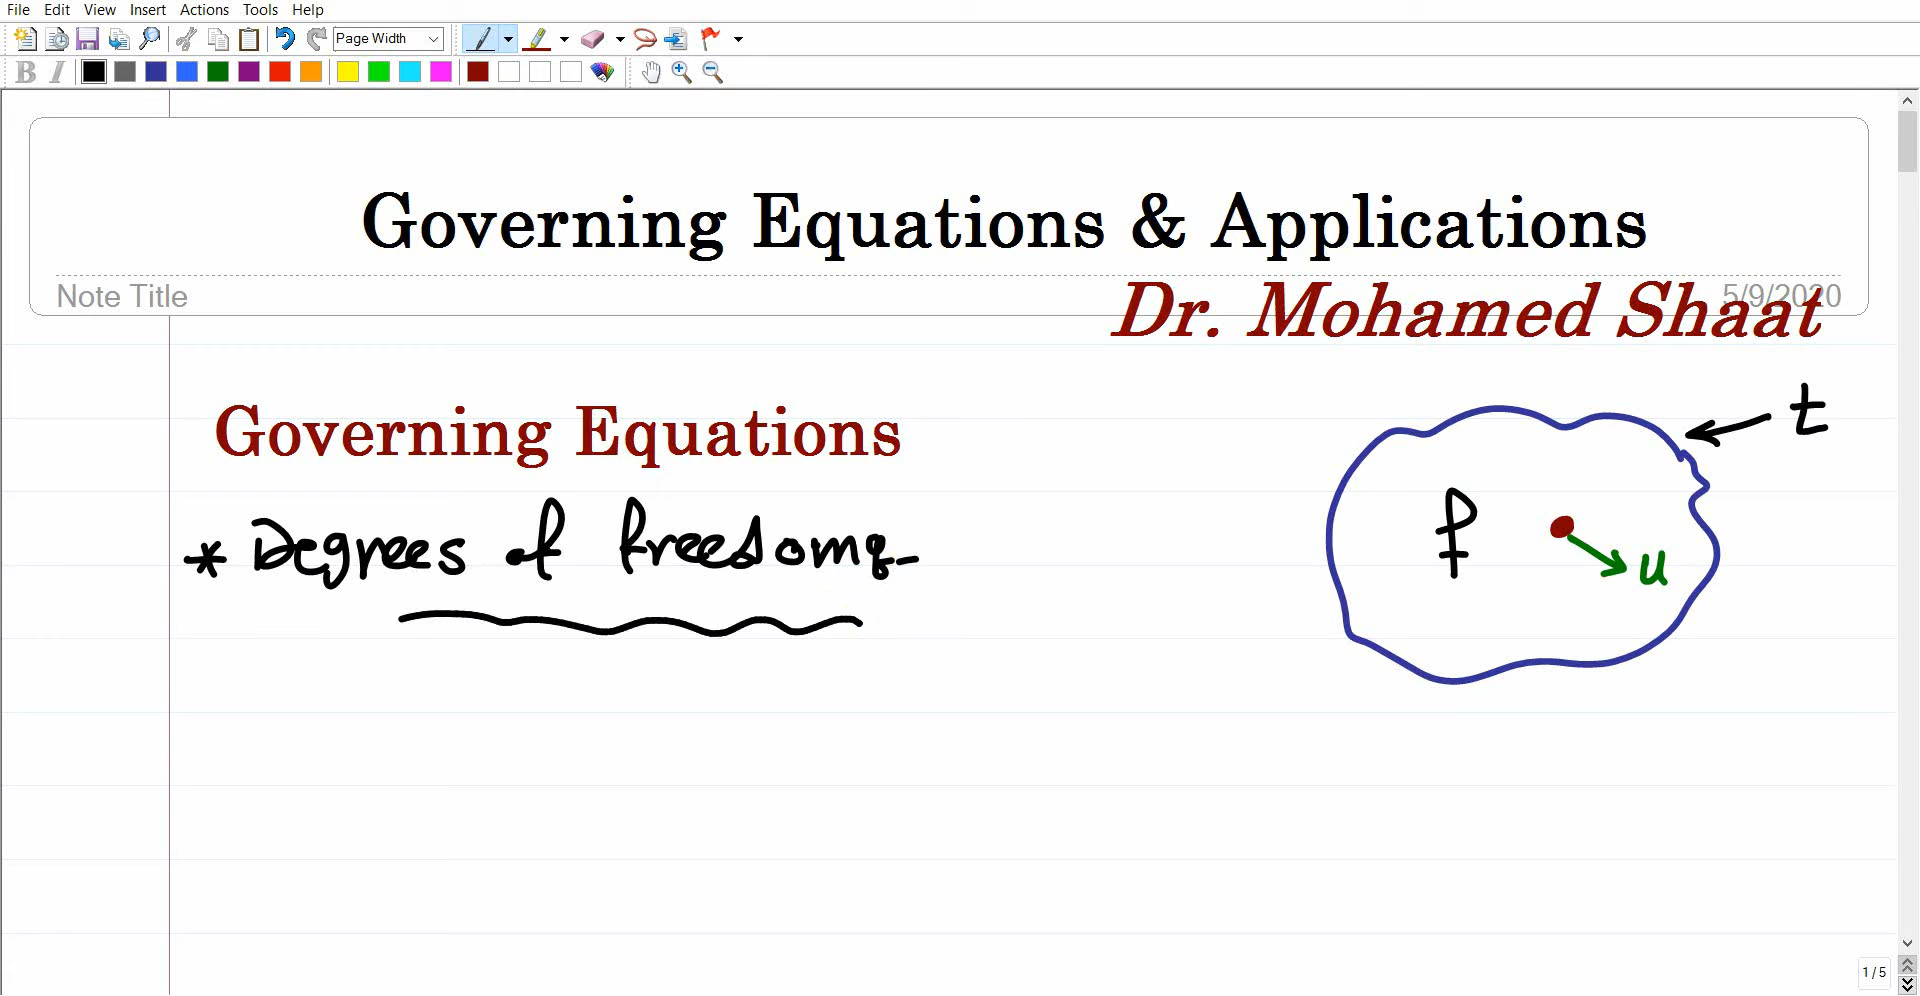 File Edit View Insert Actions Tools Help
Page Width
B I
Governing Equations & Applications
Note Title
5/9/2020
Dr. Mohamed Shaat
Governing Equations
t
* Degrees of freedom:-
f
u
1/5